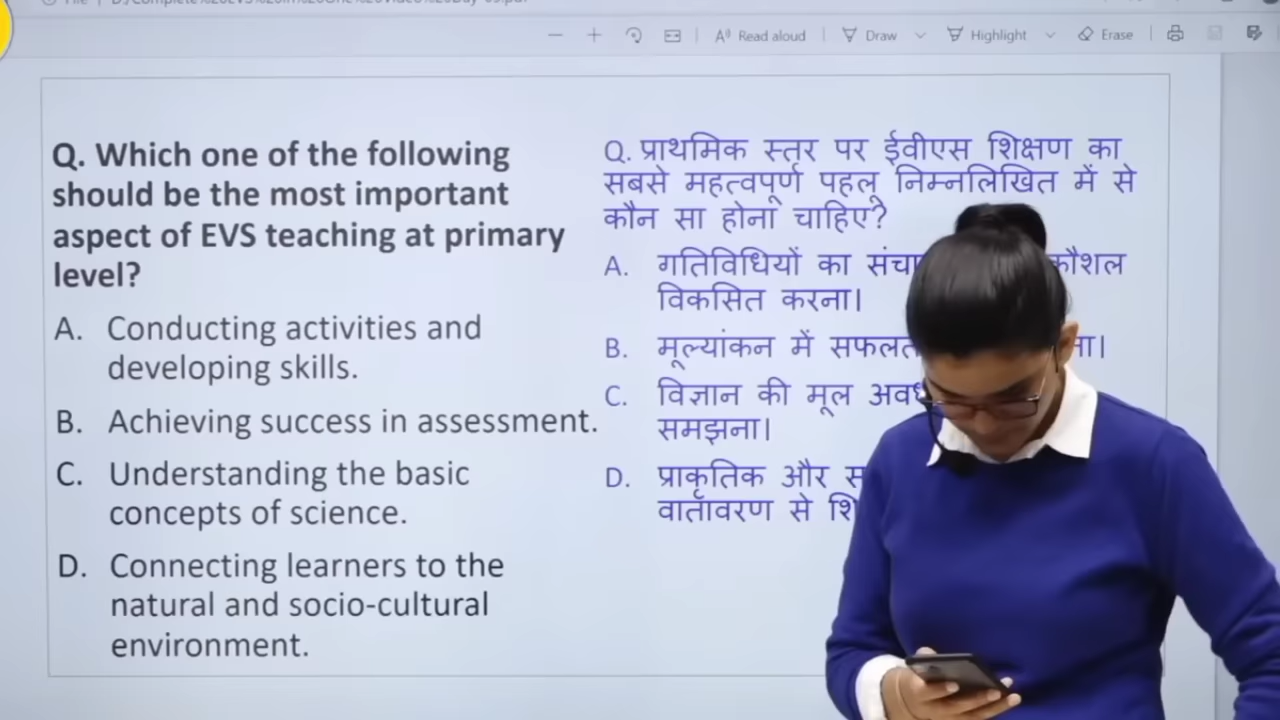 Read aloud
Draw
Highlight
Erase
Q. Which one of the following
should be the most important
aspect of EVS teaching at primary
level?
A. Conducting activities and
developing skills.
B. Achieving success in assessment.
C. Understanding the basic
concepts of science.
D. Connecting learners to the
natural and socio-cultural
environment.
Q. प्राथमिक स्तर पर ईवीएस शिक्षण का
सबसे महत्वपूर्ण पहलू निम्नलिखित में से
कौन सा होना चाहिए?
A. गतिविधियों का कौशल
विकसित करना।
B. मूल्यांकन में
C. विज्ञान की मूल
समझना।
D. प्राकृतिक और
वातावरण से